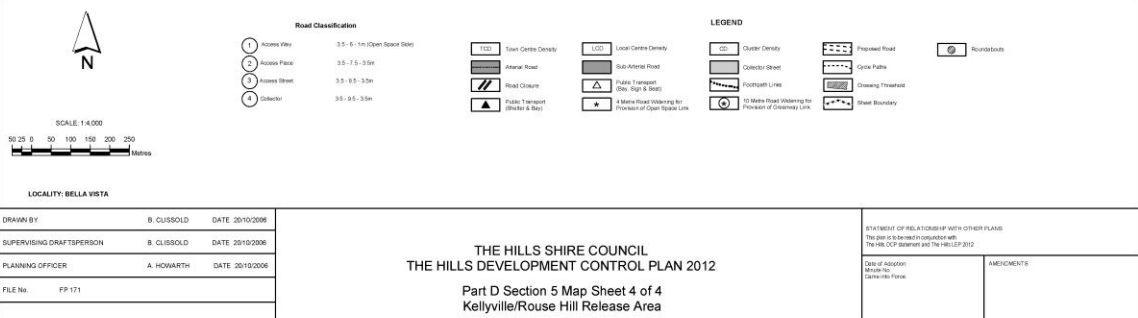 N
SCALE: 1:4,000
50 25 0 50 100 150 200 250
Metres
LOCALITY: BELLA VISTA
Road Classification
1 Access Way 3.5 - 6 - 1m (Open Space Side)
2 Access Place 3.5 - 7.5 - 3.5m
3 Access Street 3.5 - 8.5 - 3.5m
4 Collector 3.5 - 9.5 - 3.5m
LEGEND
TCD Town Centre Density
Arterial Road
Road Closure
Public Transport
(Shelter & Bay)
LCD Local Centre Density
Sub-Arterial Road
Public Transport
(Bay, Sign & Seat)
4 Metre Road Widening for
Provision of Open Space Link
CD Cluster Density
Collector Street
Footpath Lines
10 Metre Road Widening for
Provision of Greenway Link
Proposed Road
Cycle Paths
Crossing Threshold
Sheet Boundary
Roundabouts
DRAWN BY B. CLISSOLD DATE 20/10/2006
SUPERVISING DRAFTSPERSON B. CLISSOLD DATE 20/10/2006
PLANNING OFFICER A. HOWARTH DATE 20/10/2006
FILE No. FP 171
THE HILLS SHIRE COUNCIL
THE HILLS DEVELOPMENT CONTROL PLAN 2012
Part D Section 5 Map Sheet 4 of 4
Kellyville/Rouse Hill Release Area
STATMENT OF RELATIONSHIP WITH OTHER PLANS
This plan is to be read in conjunction with
The Hills DCP statement and The Hills LEP 2012
Date of Adoption
Minute No.
Came into Force
AMENDMENTS